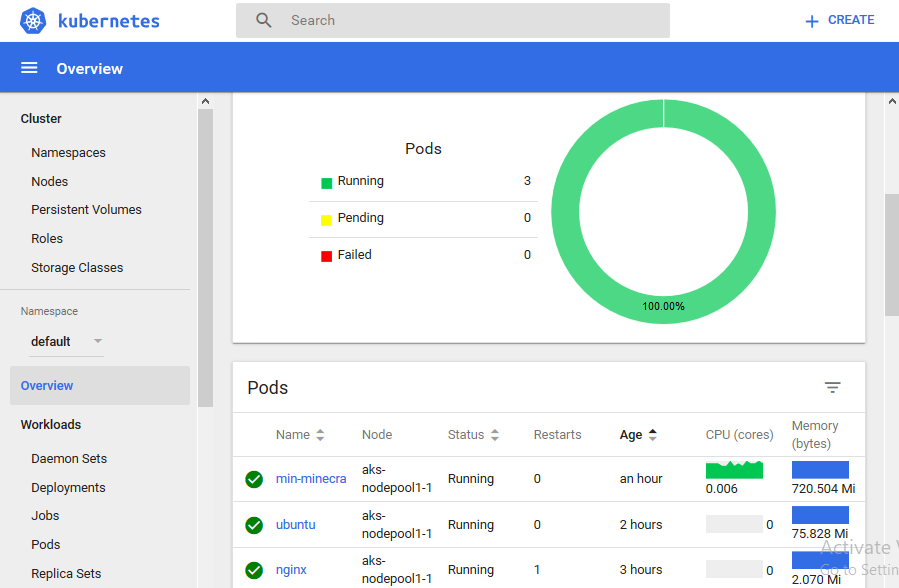 kubernetes
Search
CREATE
Overview
Cluster
Namespaces
Nodes
Persistent Volumes
Roles
Storage Classes
Namespace
default
Overview
Workloads
Daemon Sets
Deployments
Jobs
Pods
Replica Sets
Pods
Running 3
Pending 0
Failed 0
100.00%
Pods
Name Node Status Restarts Age CPU (cores) Memory
(bytes)
min-minecra aks-
nodepool1-1 Running 0 an hour 0.006 720.504 Mi
ubuntu aks-
nodepool1-1 Running 0 2 hours 0 75.828 Mi
nginx aks-
nodepool1-1 Running 1 3 hours 0 2.070 Mi
Activate
Go to Settin